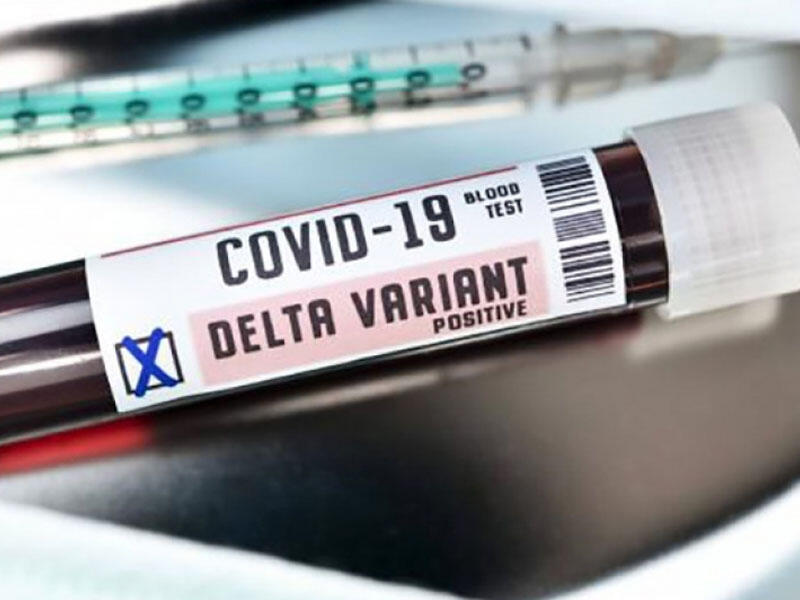 COVID-19
BLOOD
TEST
DELTA VARIANT
POSITIVE
X